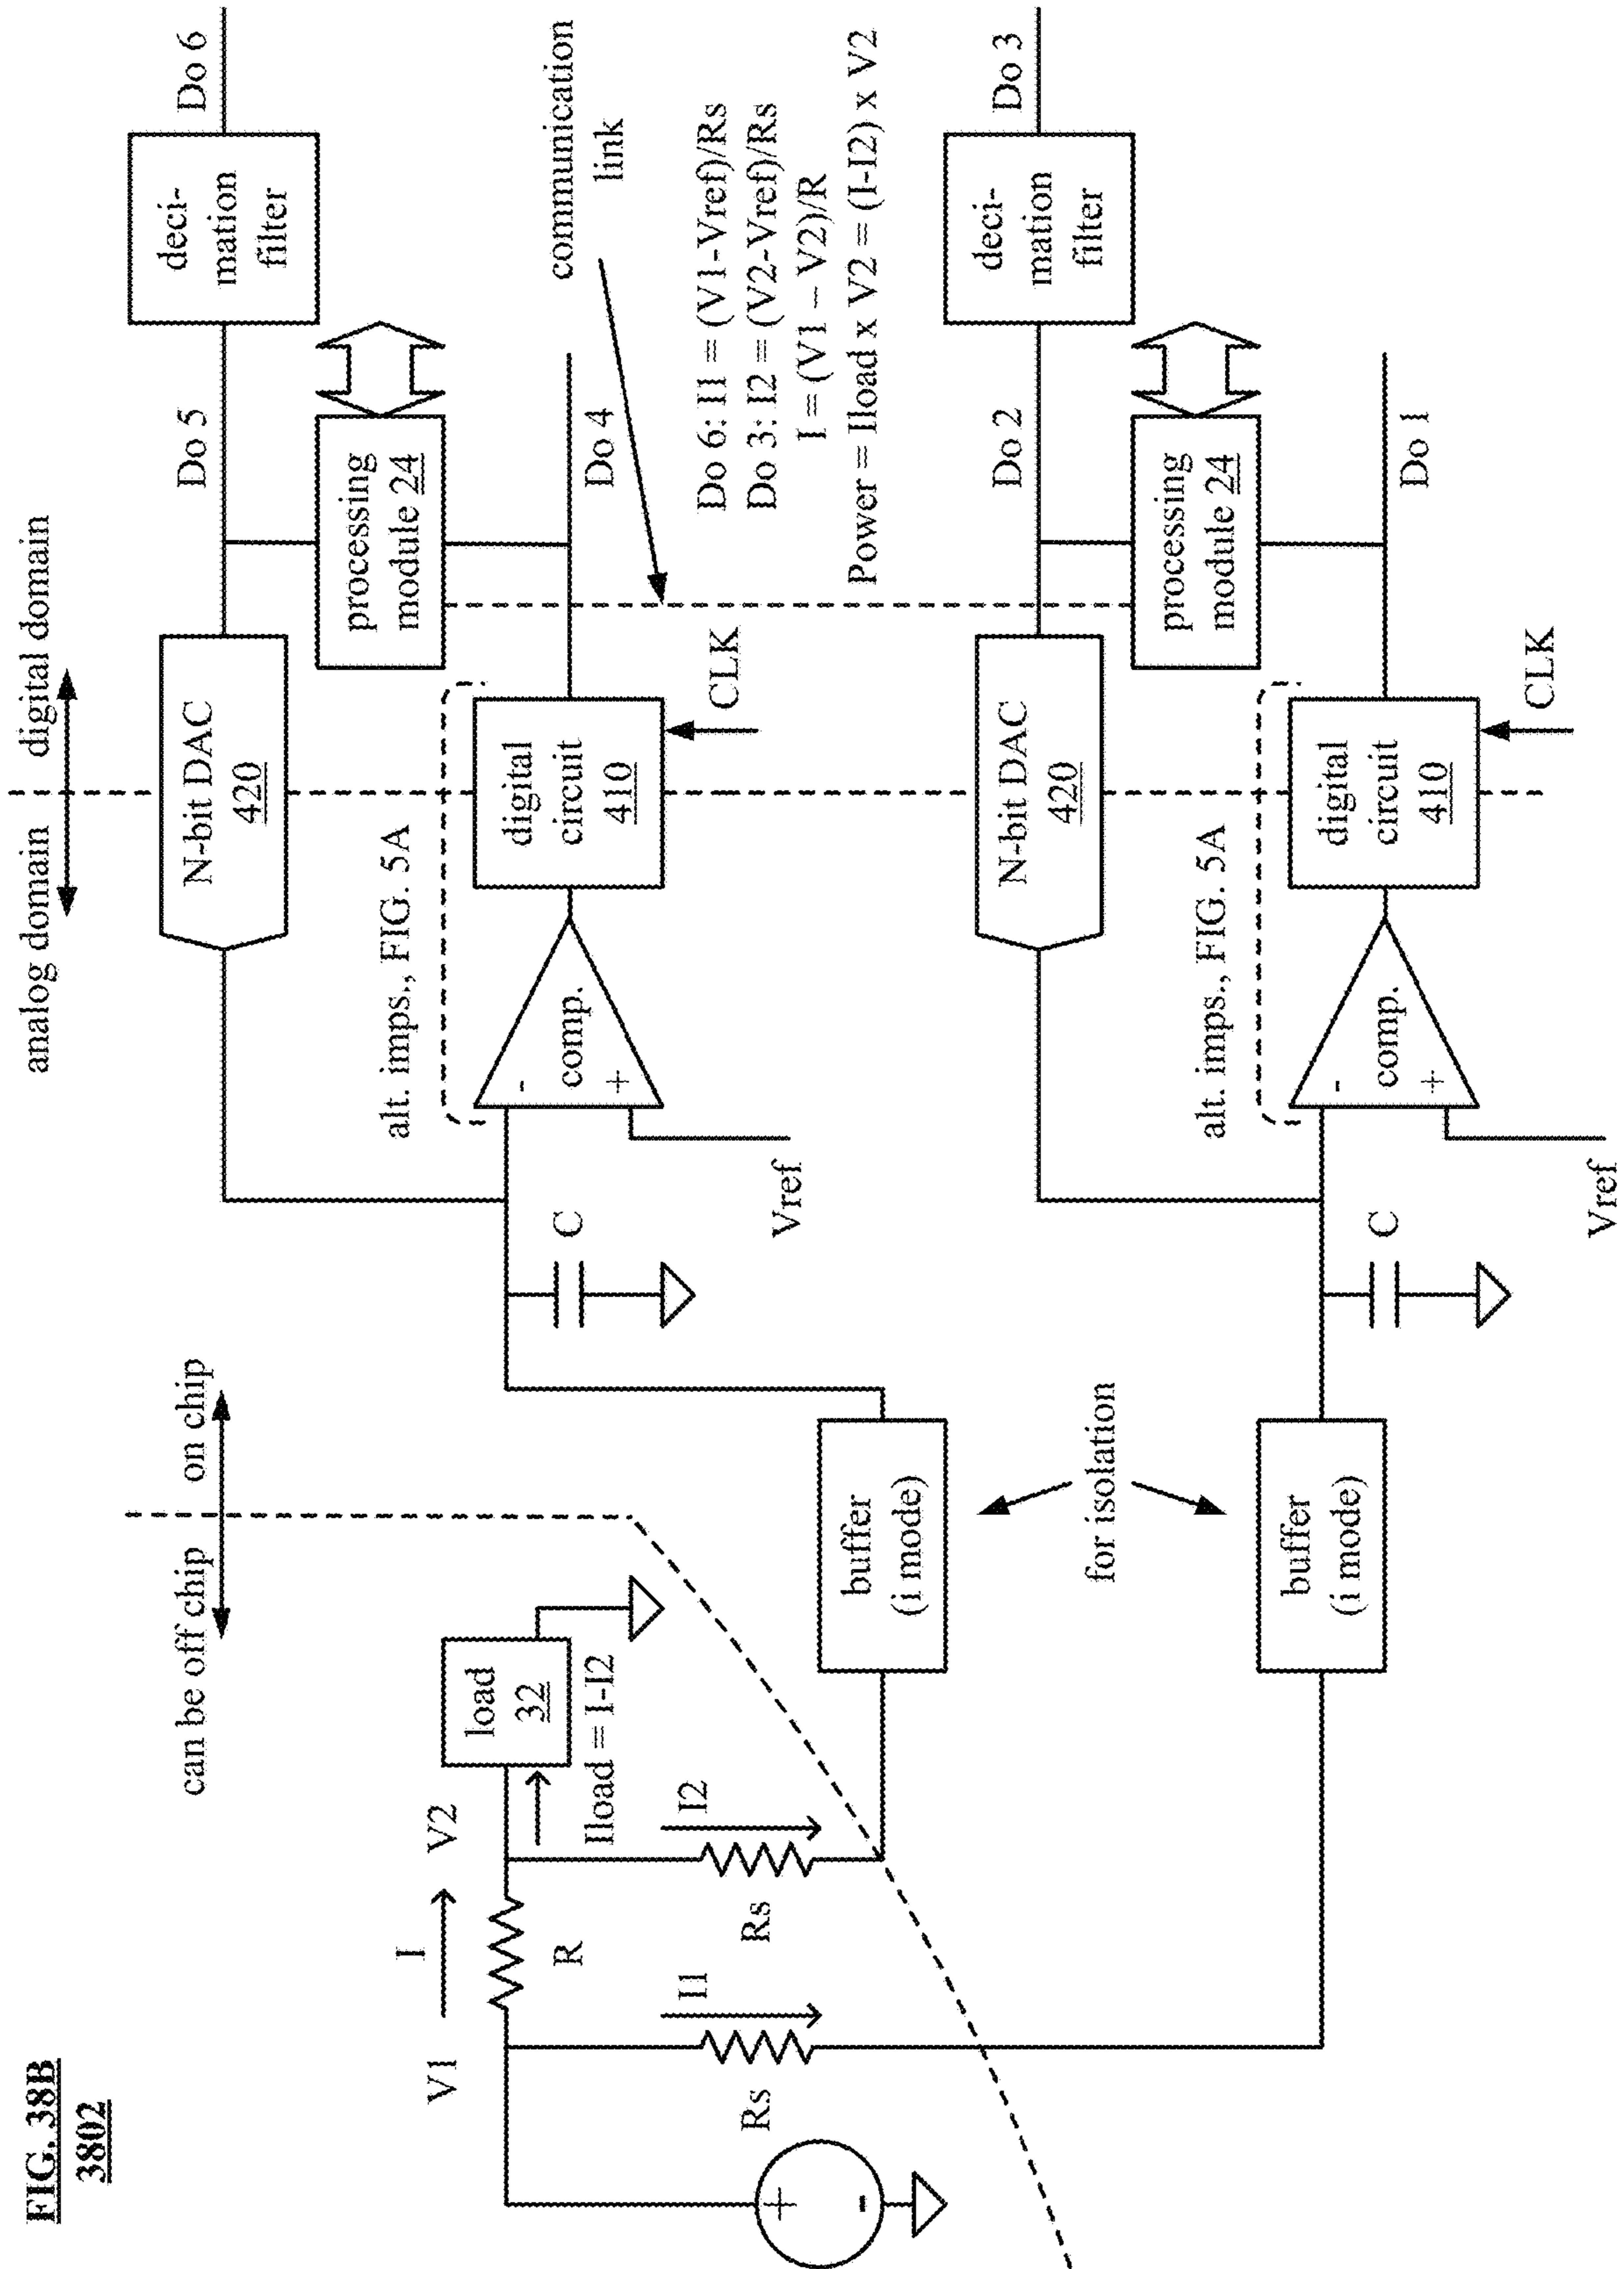 FIG. 38B
3802
can be off chip
on chip
analog domain
digital domain
I
V1
V2
R
load
32
Iload = I-I2
I1
I2
Rs
Rs
+
-
buffer
(i mode)
for isolation
buffer
(i mode)
C
Vref
alt. imps., FIG. 5A
-
comp.
+
digital
circuit
410
CLK
N-bit DAC
420
Do 5
processing
module 24
Do 4
deci-
mation
filter
Do 6
communication
link
Do 6: I1 = (V1-Vref)/Rs
Do 3: I2 = (V2-Vref)/Rs
I = (V1 – V2)/R
Power = Iload x V2 = (I-I2) x V2
C
Vref
alt. imps., FIG. 5A
-
comp.
+
digital
circuit
410
CLK
N-bit DAC
420
Do 2
processing
module 24
Do 1
deci-
mation
filter
Do 3